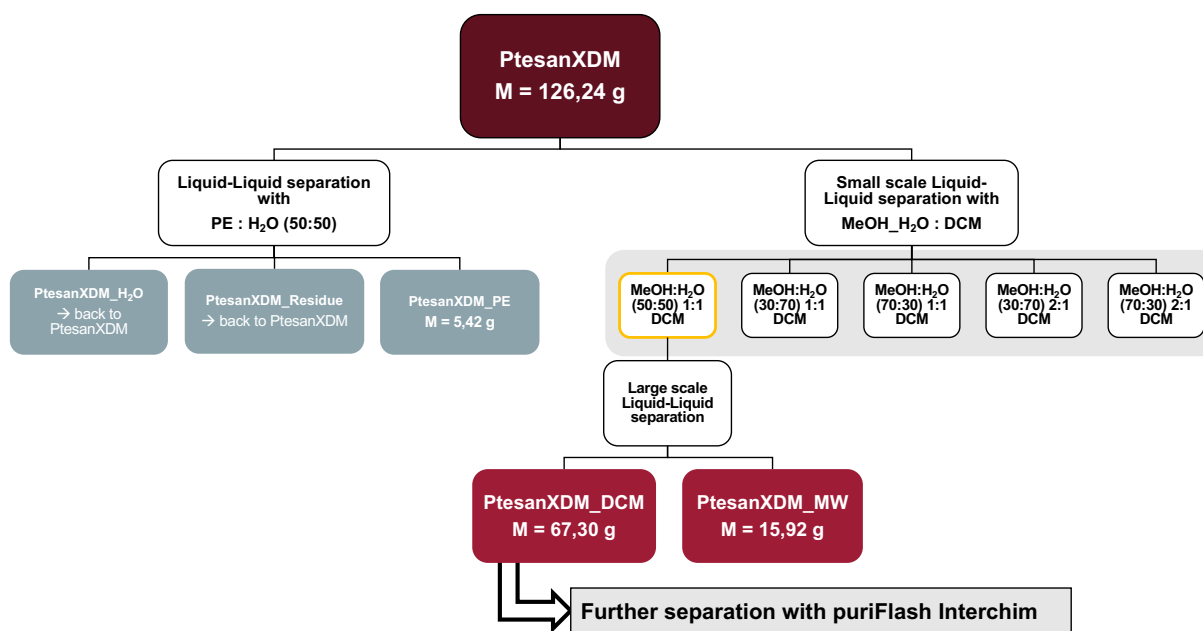 PtesanXDM
M = 126,24 g
Liquid-Liquid separation
with
PE : H₂O (50:50)
Small scale Liquid-
Liquid separation with
MeOH_H₂O : DCM
PtesanXDM_H₂O
→ back to
PtesanXDM
PtesanXDM_Residue
→ back to PtesanXDM
PtesanXDM_PE
M = 5,42 g
MeOH:H₂O
(50:50) 1:1
DCM
MeOH:H₂O
(30:70) 1:1
DCM
MeOH:H₂O
(70:30) 1:1
DCM
MeOH:H₂O
(30:70) 2:1
DCM
MeOH:H₂O
(70:30) 2:1
DCM
Large scale
Liquid-Liquid
separation
PtesanXDM_DCM
M = 67,30 g
PtesanXDM_MW
M = 15,92 g
Further separation with puriFlash Interchim